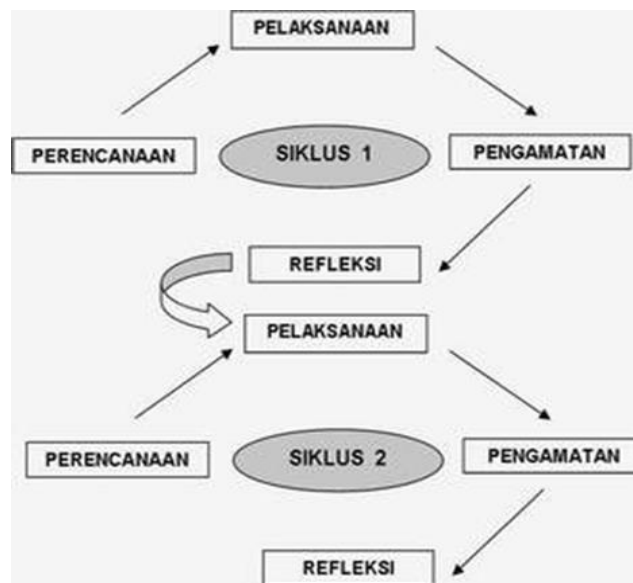 PELAKSANAAN
PERENCANAAN
SIKLUS 1
PENGAMATAN
REFLEKSI
PELAKSANAAN
PERENCANAAN
SIKLUS 2
PENGAMATAN
REFLEKSI